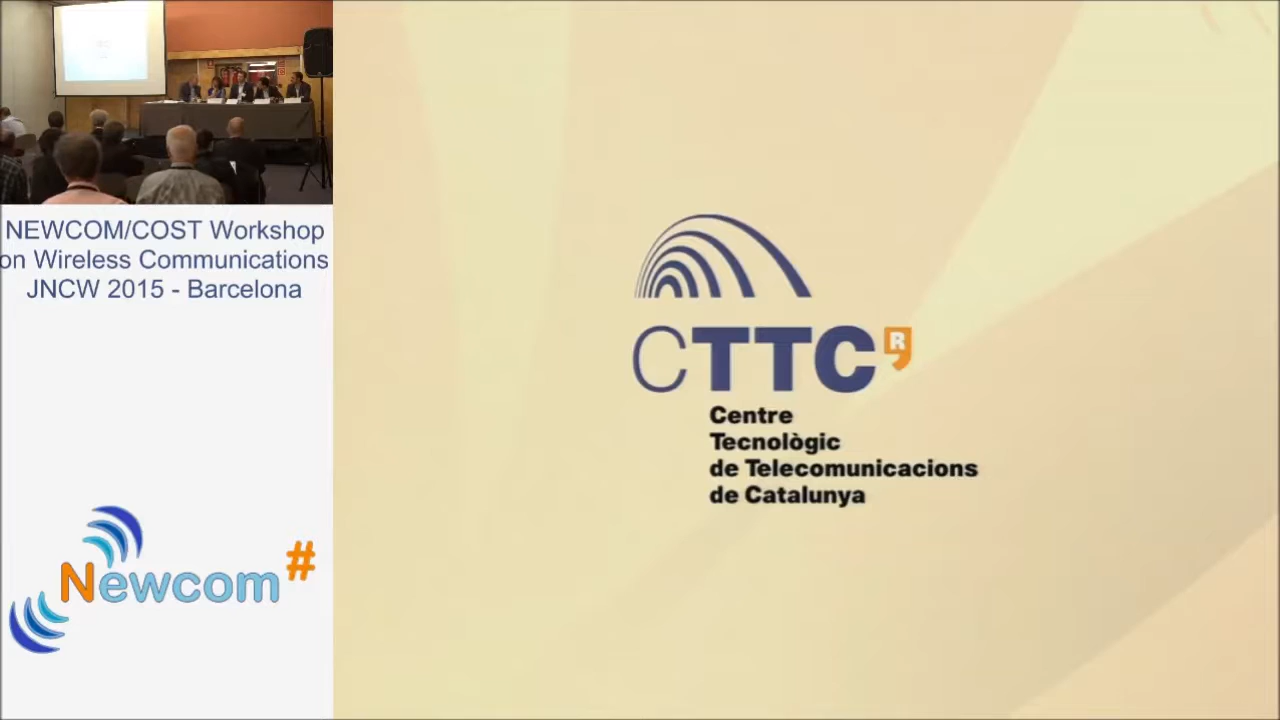 NEWCOM/COST Workshop
on Wireless Communications
JNCW 2015 - Barcelona
Newcom#
CTTC R
Centre
Tecnològic
de Telecomunicacions
de Catalunya